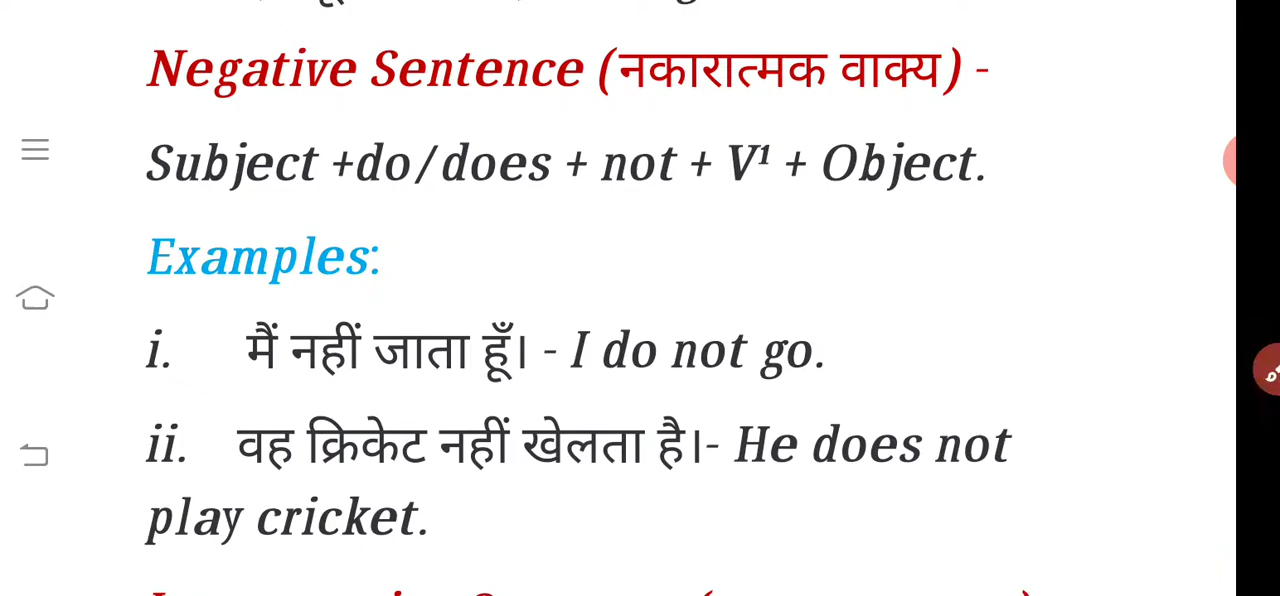 Negative Sentence (नकारात्मक वाक्य) -
Subject +do/does + not + V¹ + Object.
Examples:
i. मैं नहीं जाता हूँ। - I do not go.
ii. वह क्रिकेट नहीं खेलता है।- He does not
play cricket.